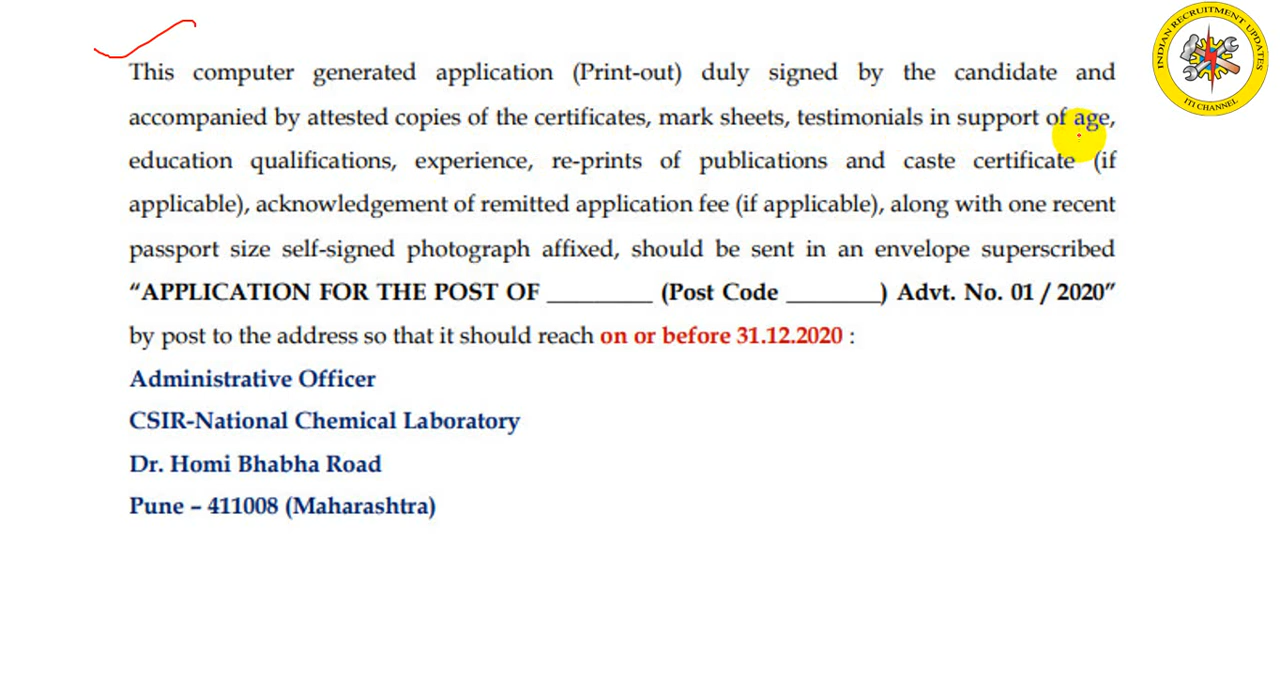 This computer generated application (Print-out) duly signed by the candidate and
accompanied by attested copies of the certificates, mark sheets, testimonials in support of age,
education qualifications, experience, re-prints of publications and caste certificate (if
applicable), acknowledgement of remitted application fee (if applicable), along with one recent
passport size self-signed photograph affixed, should be sent in an envelope superscribed
“APPLICATION FOR THE POST OF _________ (Post Code ________) Advt. No. 01 / 2020”
by post to the address so that it should reach on or before 31.12.2020 :
Administrative Officer
CSIR-National Chemical Laboratory
Dr. Homi Bhabha Road
Pune – 411008 (Maharashtra)
INDIAN RECRUITMENT UPDATES
ITI CHANNEL